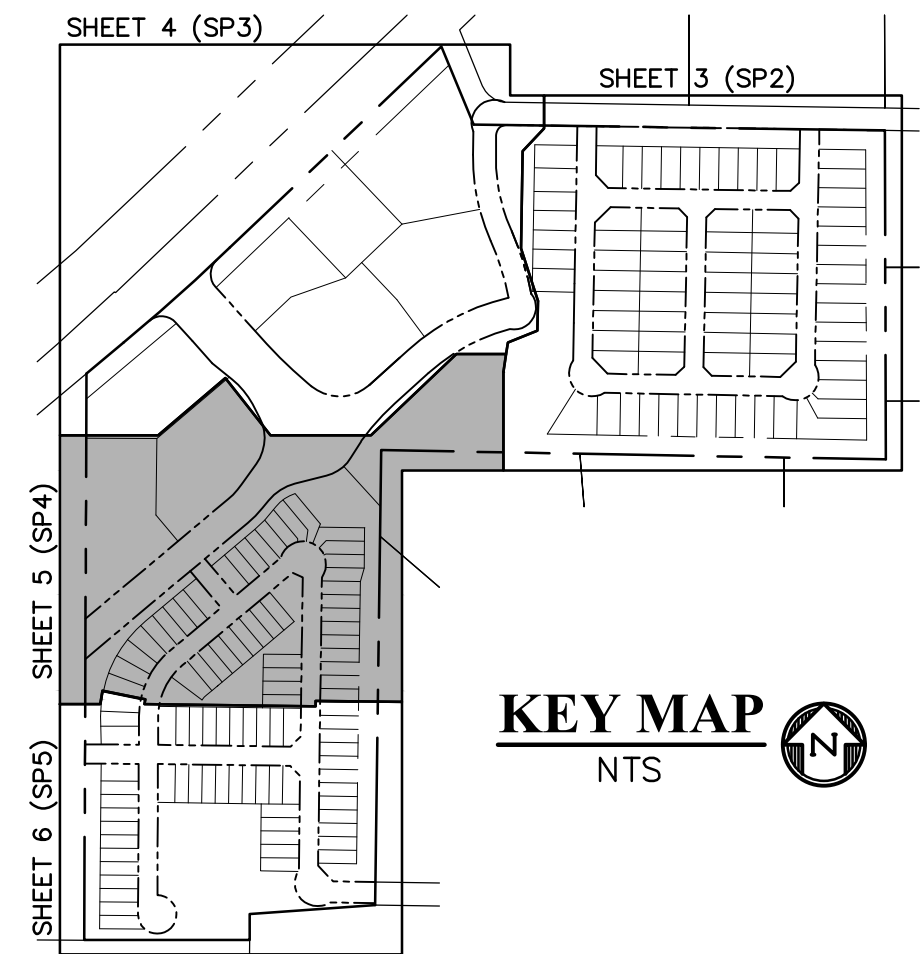 SHEET 4 (SP3)
SHEET 3 (SP2)
SHEET 5 (SP4)
SHEET 6 (SP5)
KEY MAP
NTS
N